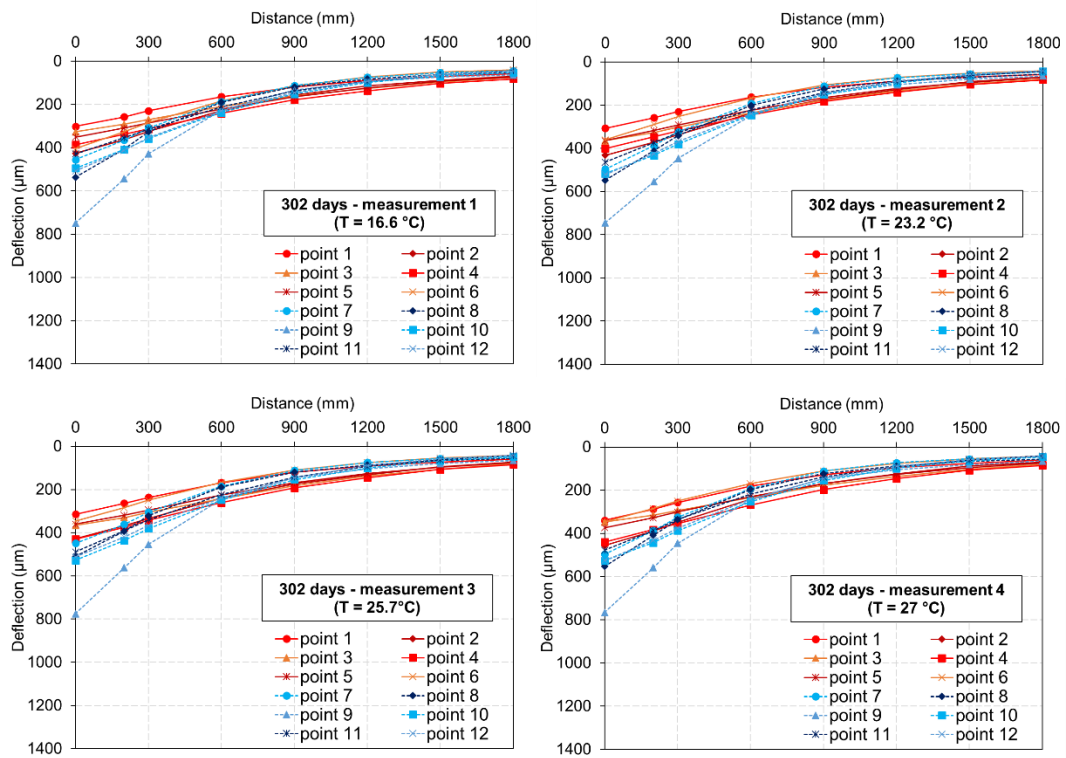 Distance (mm)
0 300 600 900 1200 1500 1800
0
200
400
600
800
1000
1200
1400
Deflection (µm)
302 days - measurement 1
(T = 16.6 °C)
point 1 point 2
point 3 point 4
point 5 point 6
point 7 point 8
point 9 point 10
point 11 point 12
Distance (mm)
0 300 600 900 1200 1500 1800
0
200
400
600
800
1000
1200
1400
Deflection (µm)
302 days - measurement 2
(T = 23.2 °C)
point 1 point 2
point 3 point 4
point 5 point 6
point 7 point 8
point 9 point 10
point 11 point 12
Distance (mm)
0 300 600 900 1200 1500 1800
0
200
400
600
800
1000
1200
1400
Deflection (µm)
302 days - measurement 3
(T = 25.7°C)
point 1 point 2
point 3 point 4
point 5 point 6
point 7 point 8
point 9 point 10
point 11 point 12
Distance (mm)
0 300 600 900 1200 1500 1800
0
200
400
600
800
1000
1200
1400
Deflection (µm)
302 days - measurement 4
(T = 27 °C)
point 1 point 2
point 3 point 4
point 5 point 6
point 7 point 8
point 9 point 10
point 11 point 12